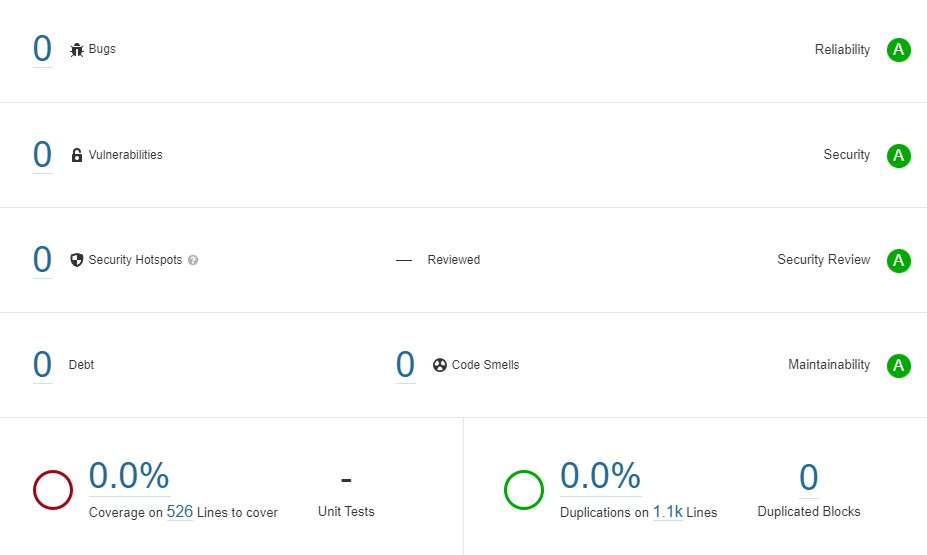 0 Bugs Reliability A
0 Vulnerabilities Security A
0 Security Hotspots ? — Reviewed Security Review A
0 Debt 0 Code Smells Maintainability A
0.0% - 0.0% 0
Coverage on 526 Lines to cover Unit Tests Duplications on 1.1k Lines Duplicated Blocks